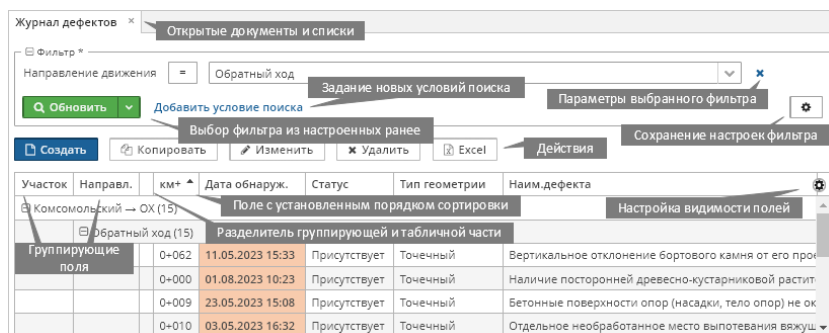 Журнал дефектов ×
Открытые документы и списки
Фильтр *
Направление движения = Обратный ход
Задание новых условий поиска
Параметры выбранного фильтра
Обновить Добавить условие поиска
Выбор фильтра из настроенных ранее
Сохранение настроек фильтра
Создать Копировать Изменить Удалить Excel Действия
Участок Направл. км+ Дата обнаруж. Статус Тип геометрии Наим.дефекта
Комсомольский → ОХ (15) Поле с установленным порядком сортировки Настройка видимости полей
Обратный ход (15) Разделитель группирующей и табличной части
Группирующие
поля
0+062 11.05.2023 15:33 Присутствует Точечный Вертикальное отклонение бортового камня от его прое
0+000 01.08.2023 10:23 Присутствует Точечный Наличие посторонней древесно-кустарниковой растит
0+009 23.05.2023 15:08 Присутствует Точечный Бетонные поверхности опор (насадки, тело опор) не ок
0+010 03.05.2023 16:32 Присутствует Точечный Отдельное необработанное место выпотевания вяжущ